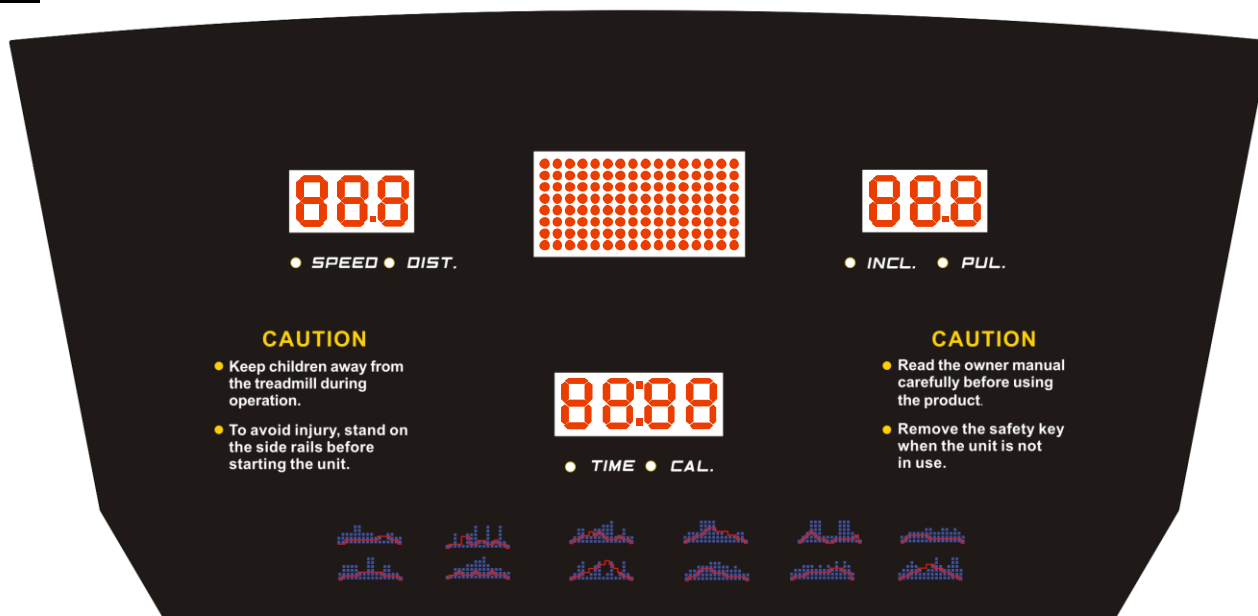 88.8
88.8
SPEED DIST.
INCL. PUL.
CAUTION
Keep children away from
the treadmill during
operation.
To avoid injury, stand on
the side rails before
starting the unit.
88:88
TIME CAL.
CAUTION
Read the owner manual
carefully before using
the product.
Remove the safety key
when the unit is not
in use.